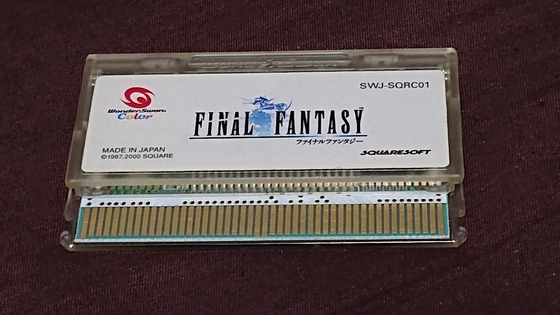 SWJ-SQRC01
WonderSwan
Color
FINAL FANTASY
ファイナルファンタジー
MADE IN JAPAN
©1987,2000 SQUARE
SQUARESOFT